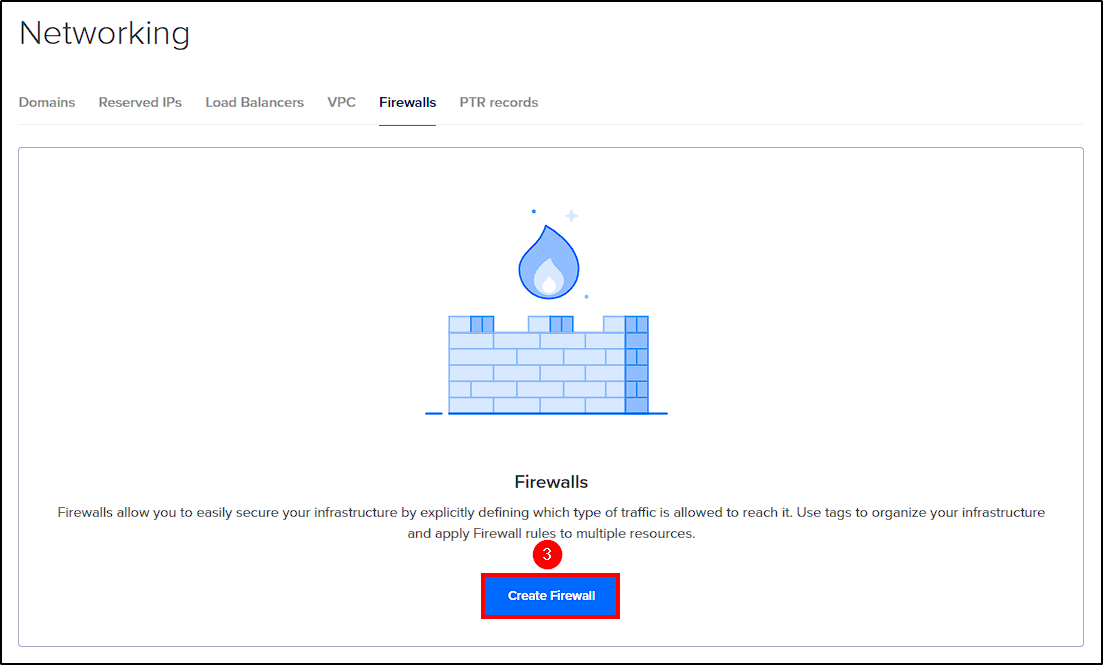 Networking
Domains Reserved IPs Load Balancers VPC Firewalls PTR records
Firewalls
Firewalls allow you to easily secure your infrastructure by explicitly defining which type of traffic is allowed to reach it. Use tags to organize your infrastructure
and apply Firewall rules to multiple resources.
3
Create Firewall